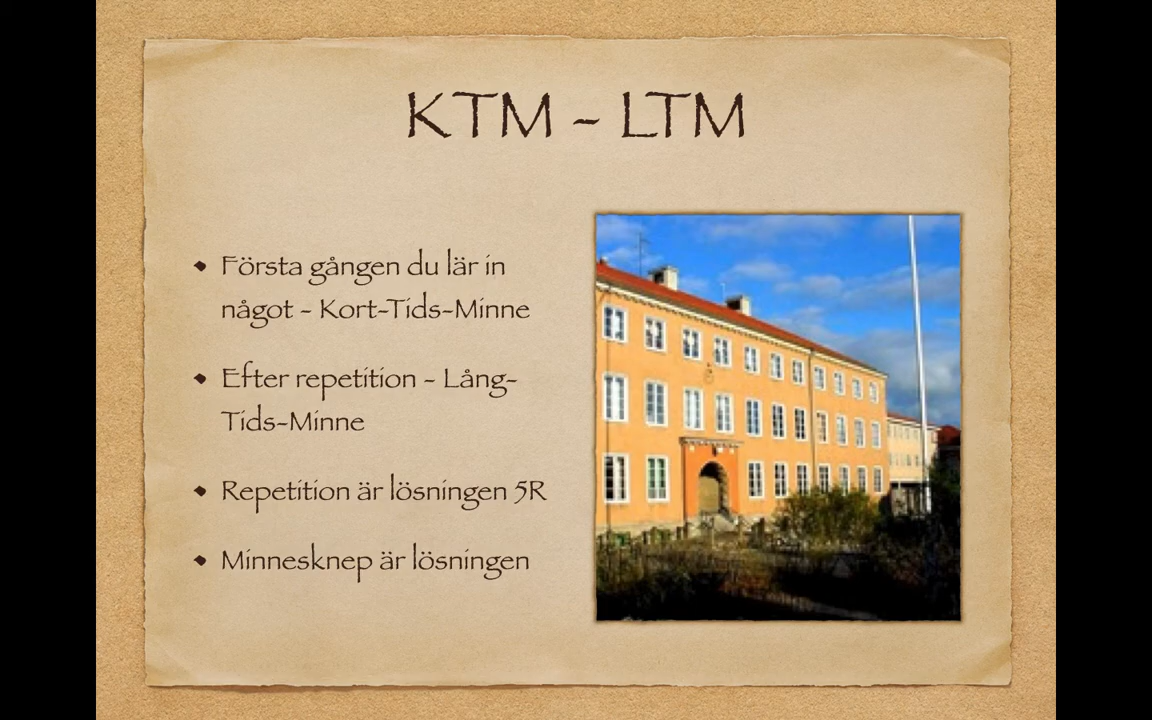 KTM - LTM
Första gången du lär in
något - Kort-Tids-Minne
Efter repetition - Lång-
Tids-Minne
Repetition är lösningen 5R
Minnesknep är lösningen